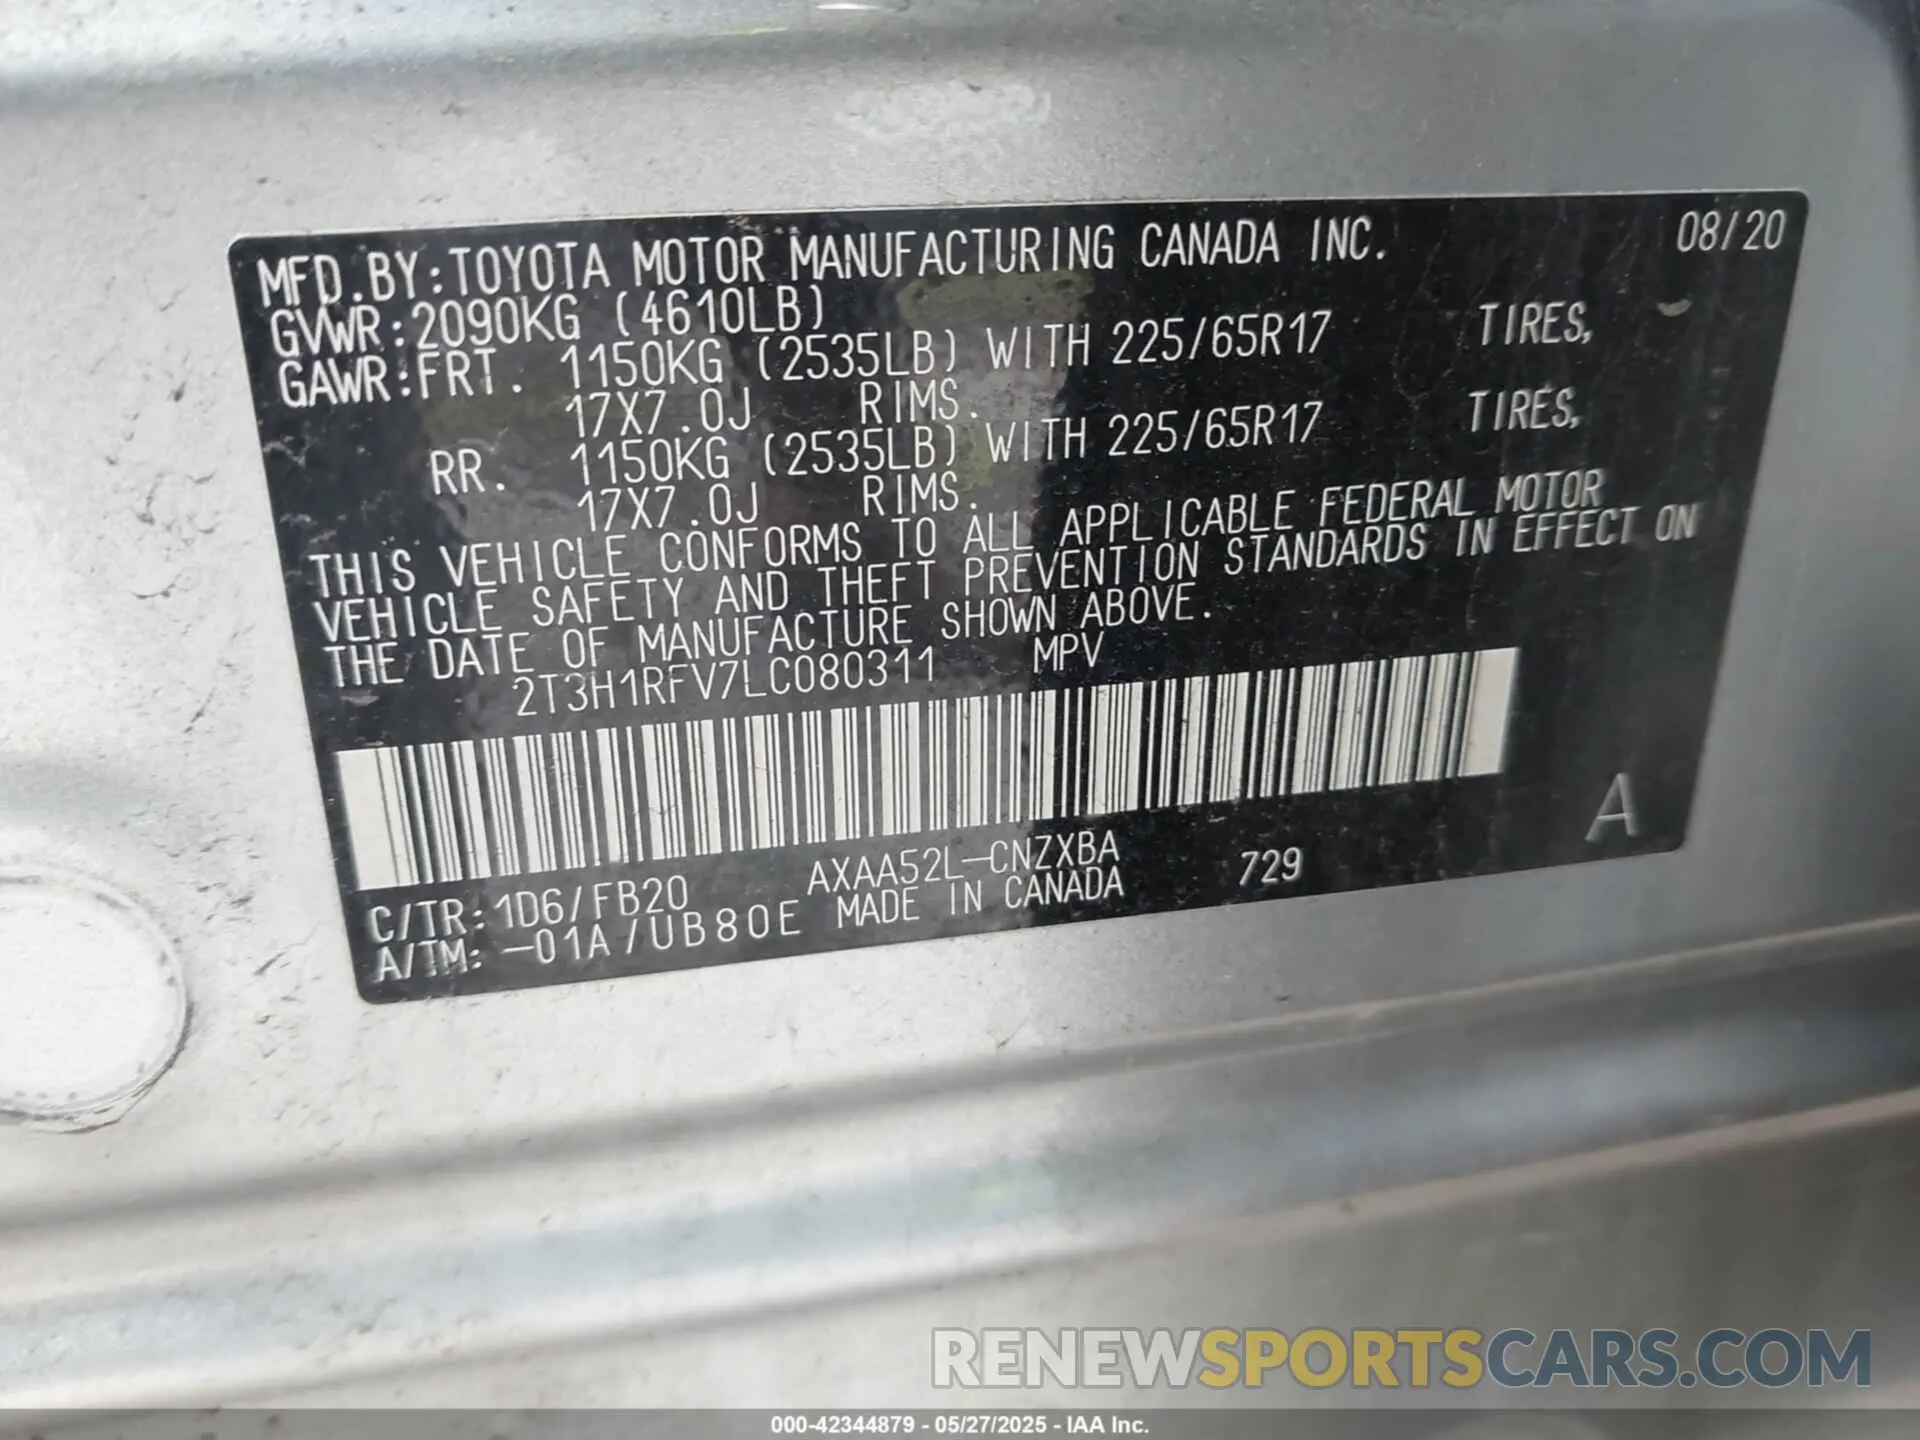 MFD.BY:TOYOTA MOTOR MANUFACTURING CANADA INC. 08/20
GVWR:2090KG (4610LB)
GAWR:FRT. 1150KG (2535LB) WITH 225/65R17 TIRES,
17X7.0J RIMS.
RR. 1150KG (2535LB) WITH 225/65R17 TIRES,
17X7.0J RIMS.
THIS VEHICLE CONFORMS TO ALL APPLICABLE FEDERAL MOTOR
VEHICLE SAFETY AND THEFT PREVENTION STANDARDS IN EFFECT ON
THE DATE OF MANUFACTURE SHOWN ABOVE.
2T3H1RFV7LC080311 MPV
A
C/TR:1D6/FB20 AXAA52L-CNZXBA 729
A/TM:-01A/UB80E MADE IN CANADA
RENEWSPORTSCARS.COM
000-42344879 - 05/27/2025 - IAA Inc.